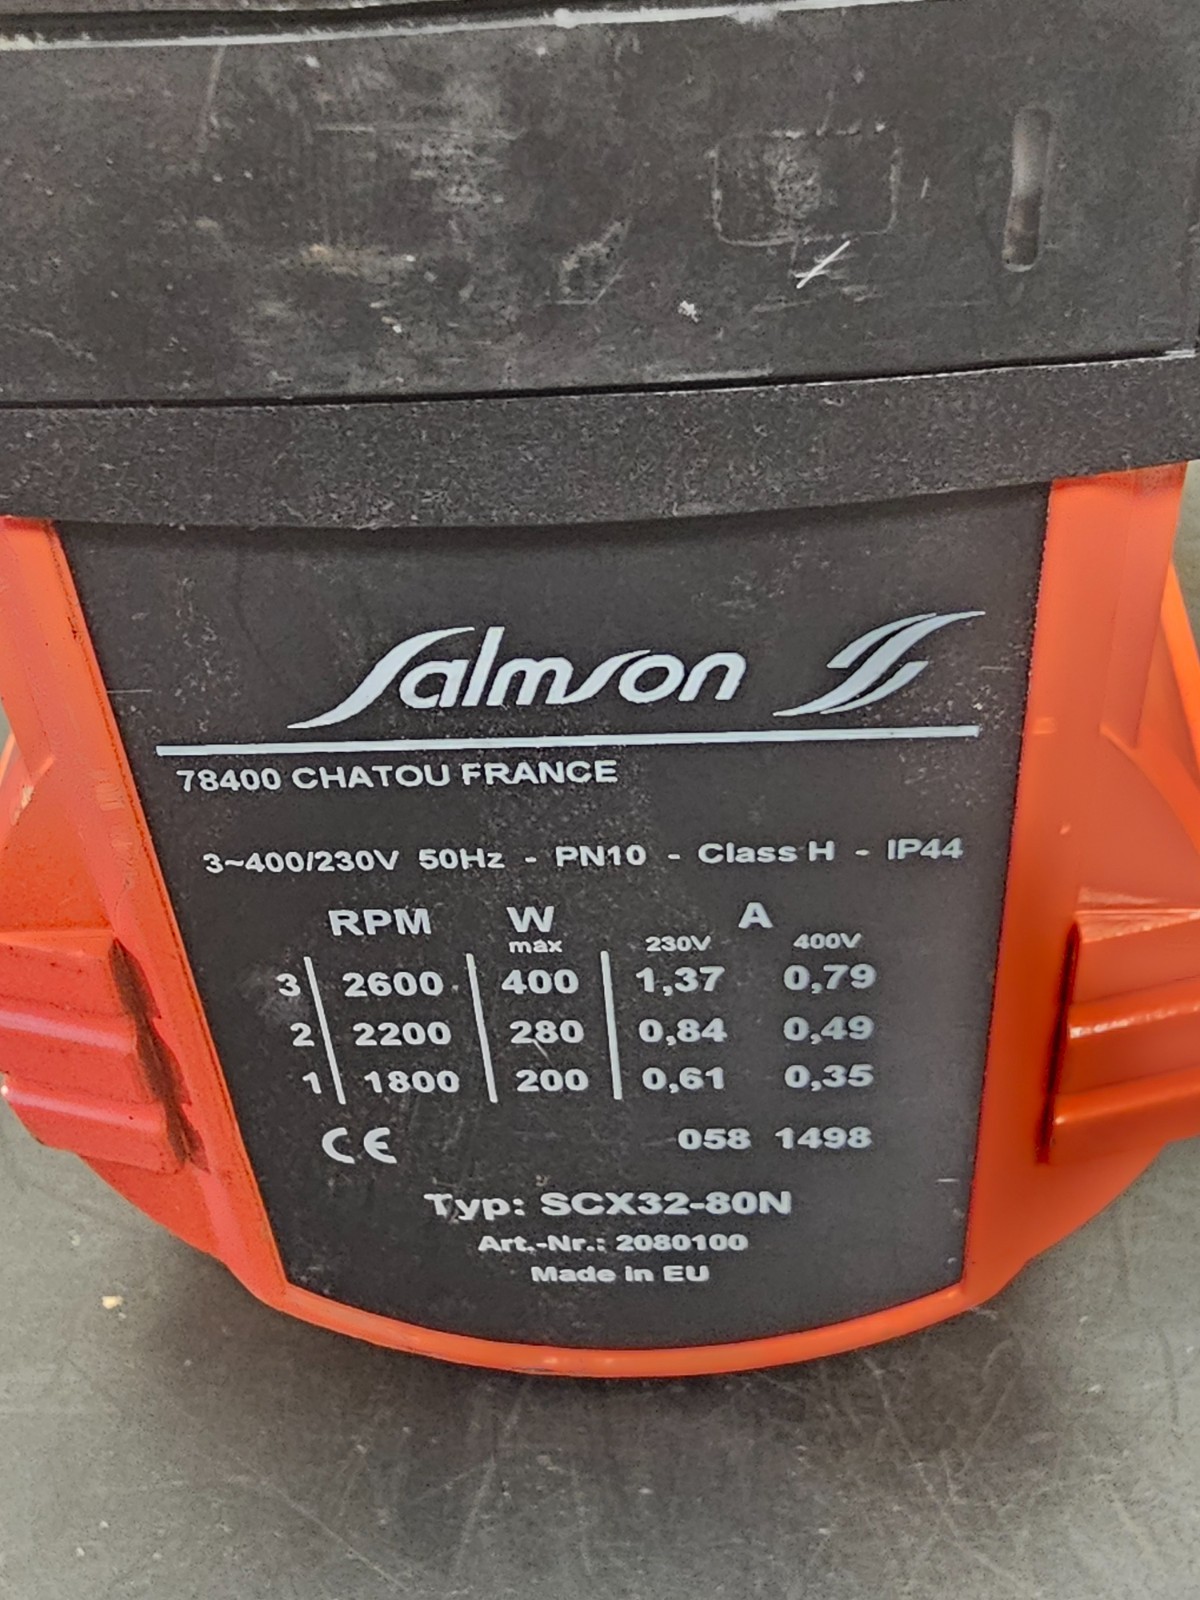 Salmson
78400 CHATOU FRANCE
3~400/230V 50Hz - PN10 - Class H - IP44
RPM W A
max 230V 400V
3 2600 400 1,37 0,79
2 2200 280 0,84 0,49
1 1800 200 0,61 0,35
CE 058 1498
Typ: SCX32-80N
Art.-Nr.: 2080100
Made in EU